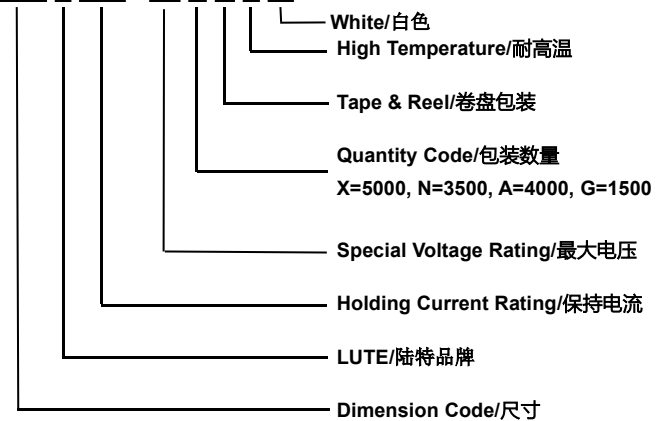 White/白色
High Temperature/耐高温
Tape & Reel/卷盘包装
Quantity Code/包装数量
X=5000, N=3500, A=4000, G=1500
Special Voltage Rating/最大电压
Holding Current Rating/保持电流
LUTE/陆特品牌
Dimension Code/尺寸